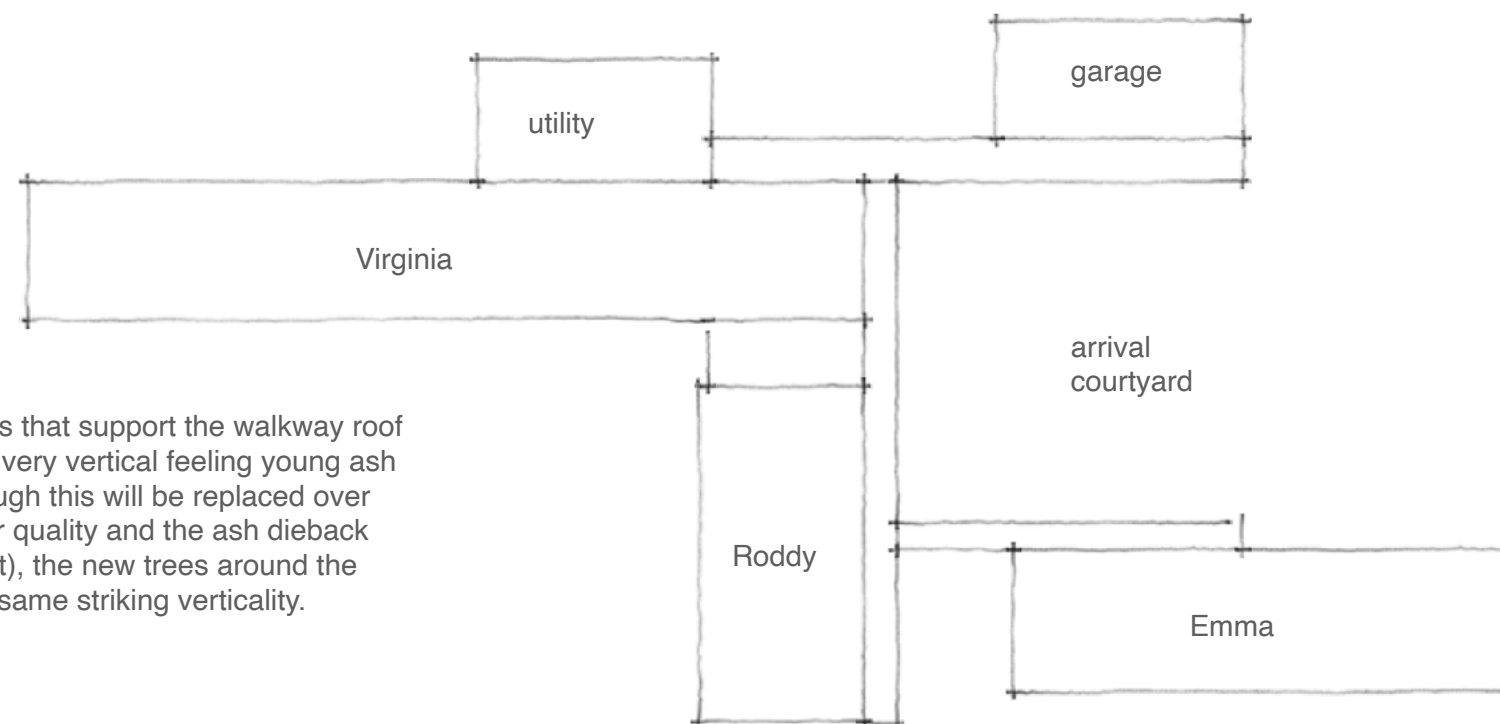 garage
utility
Virginia
arrival
courtyard
s that support the walkway roof
very vertical feeling young ash
ugh this will be replaced over
r quality and the ash dieback
t), the new trees around the
same striking verticality.
Roddy
Emma